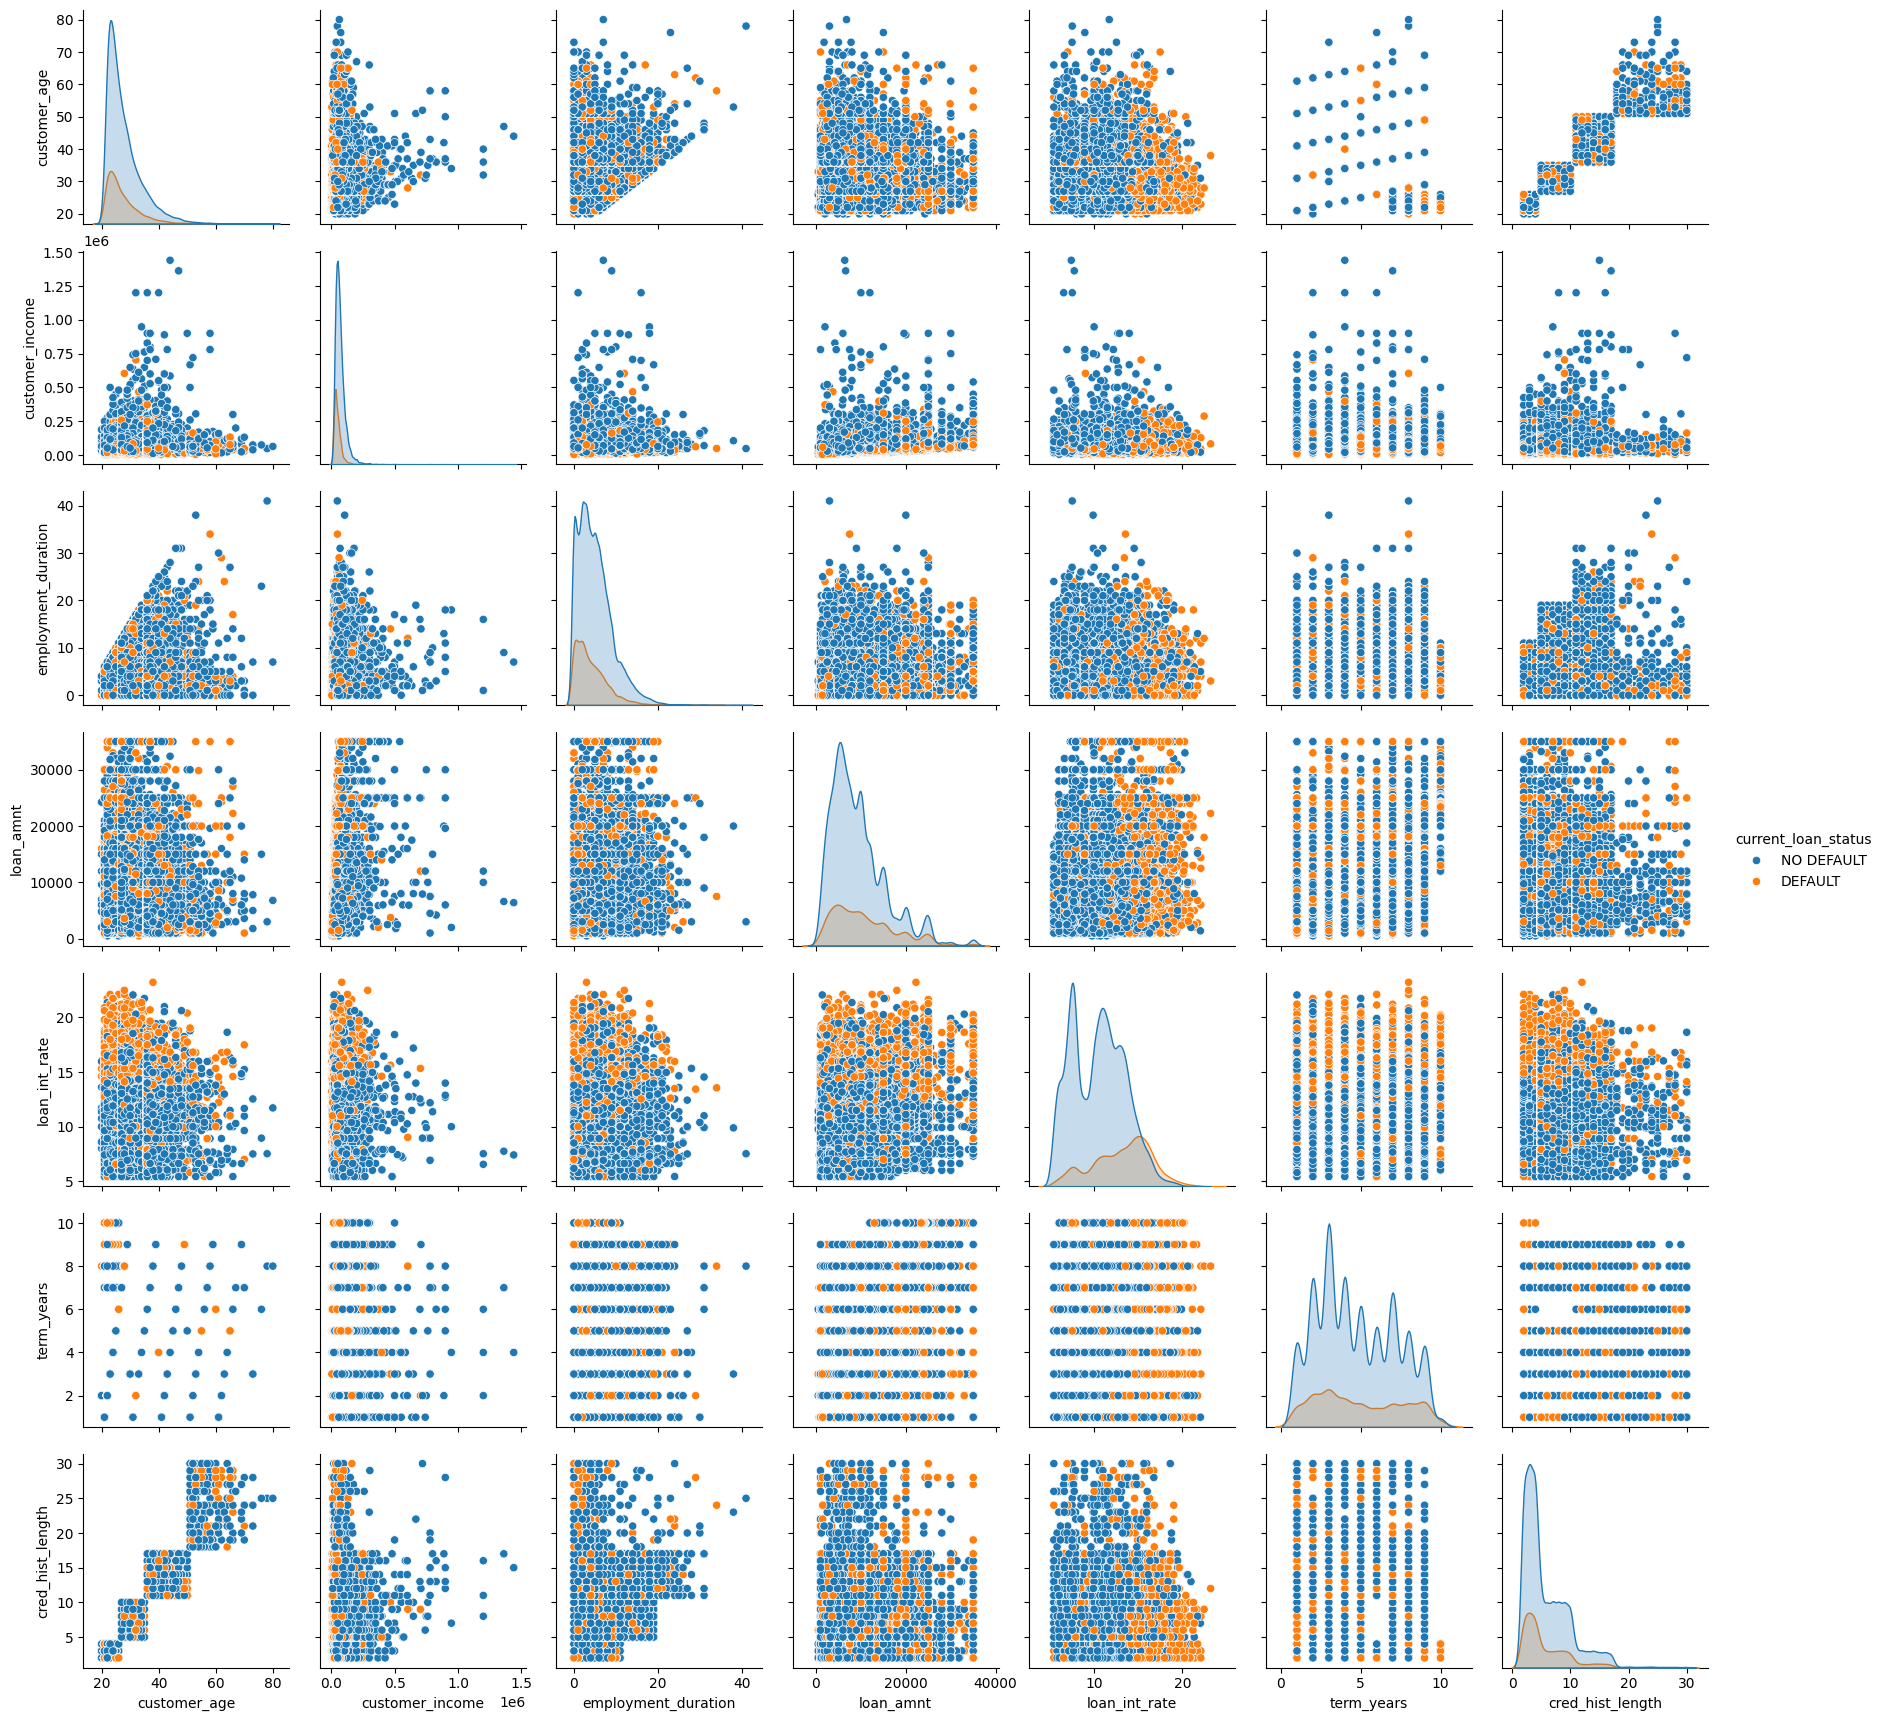 80
70
60
50
40
30
20
customer_age
1e6
1.50
1.25
1.00
0.75
0.50
0.25
0.00
customer_income
40
30
20
10
0
employment_duration
30000
20000
10000
0
loan_amnt
current_loan_status
NO DEFAULT
DEFAULT
20
15
10
5
loan_int_rate
10
8
6
4
2
term_years
30
25
20
15
10
5
cred_hist_length
20 40 60 80
customer_age
0.0 0.5 1.0 1.5
customer_income 1e6
0 20 40
employment_duration
0 20000 40000
loan_amnt
10 20
loan_int_rate
0 5 10
term_years
0 10 20 30
cred_hist_length